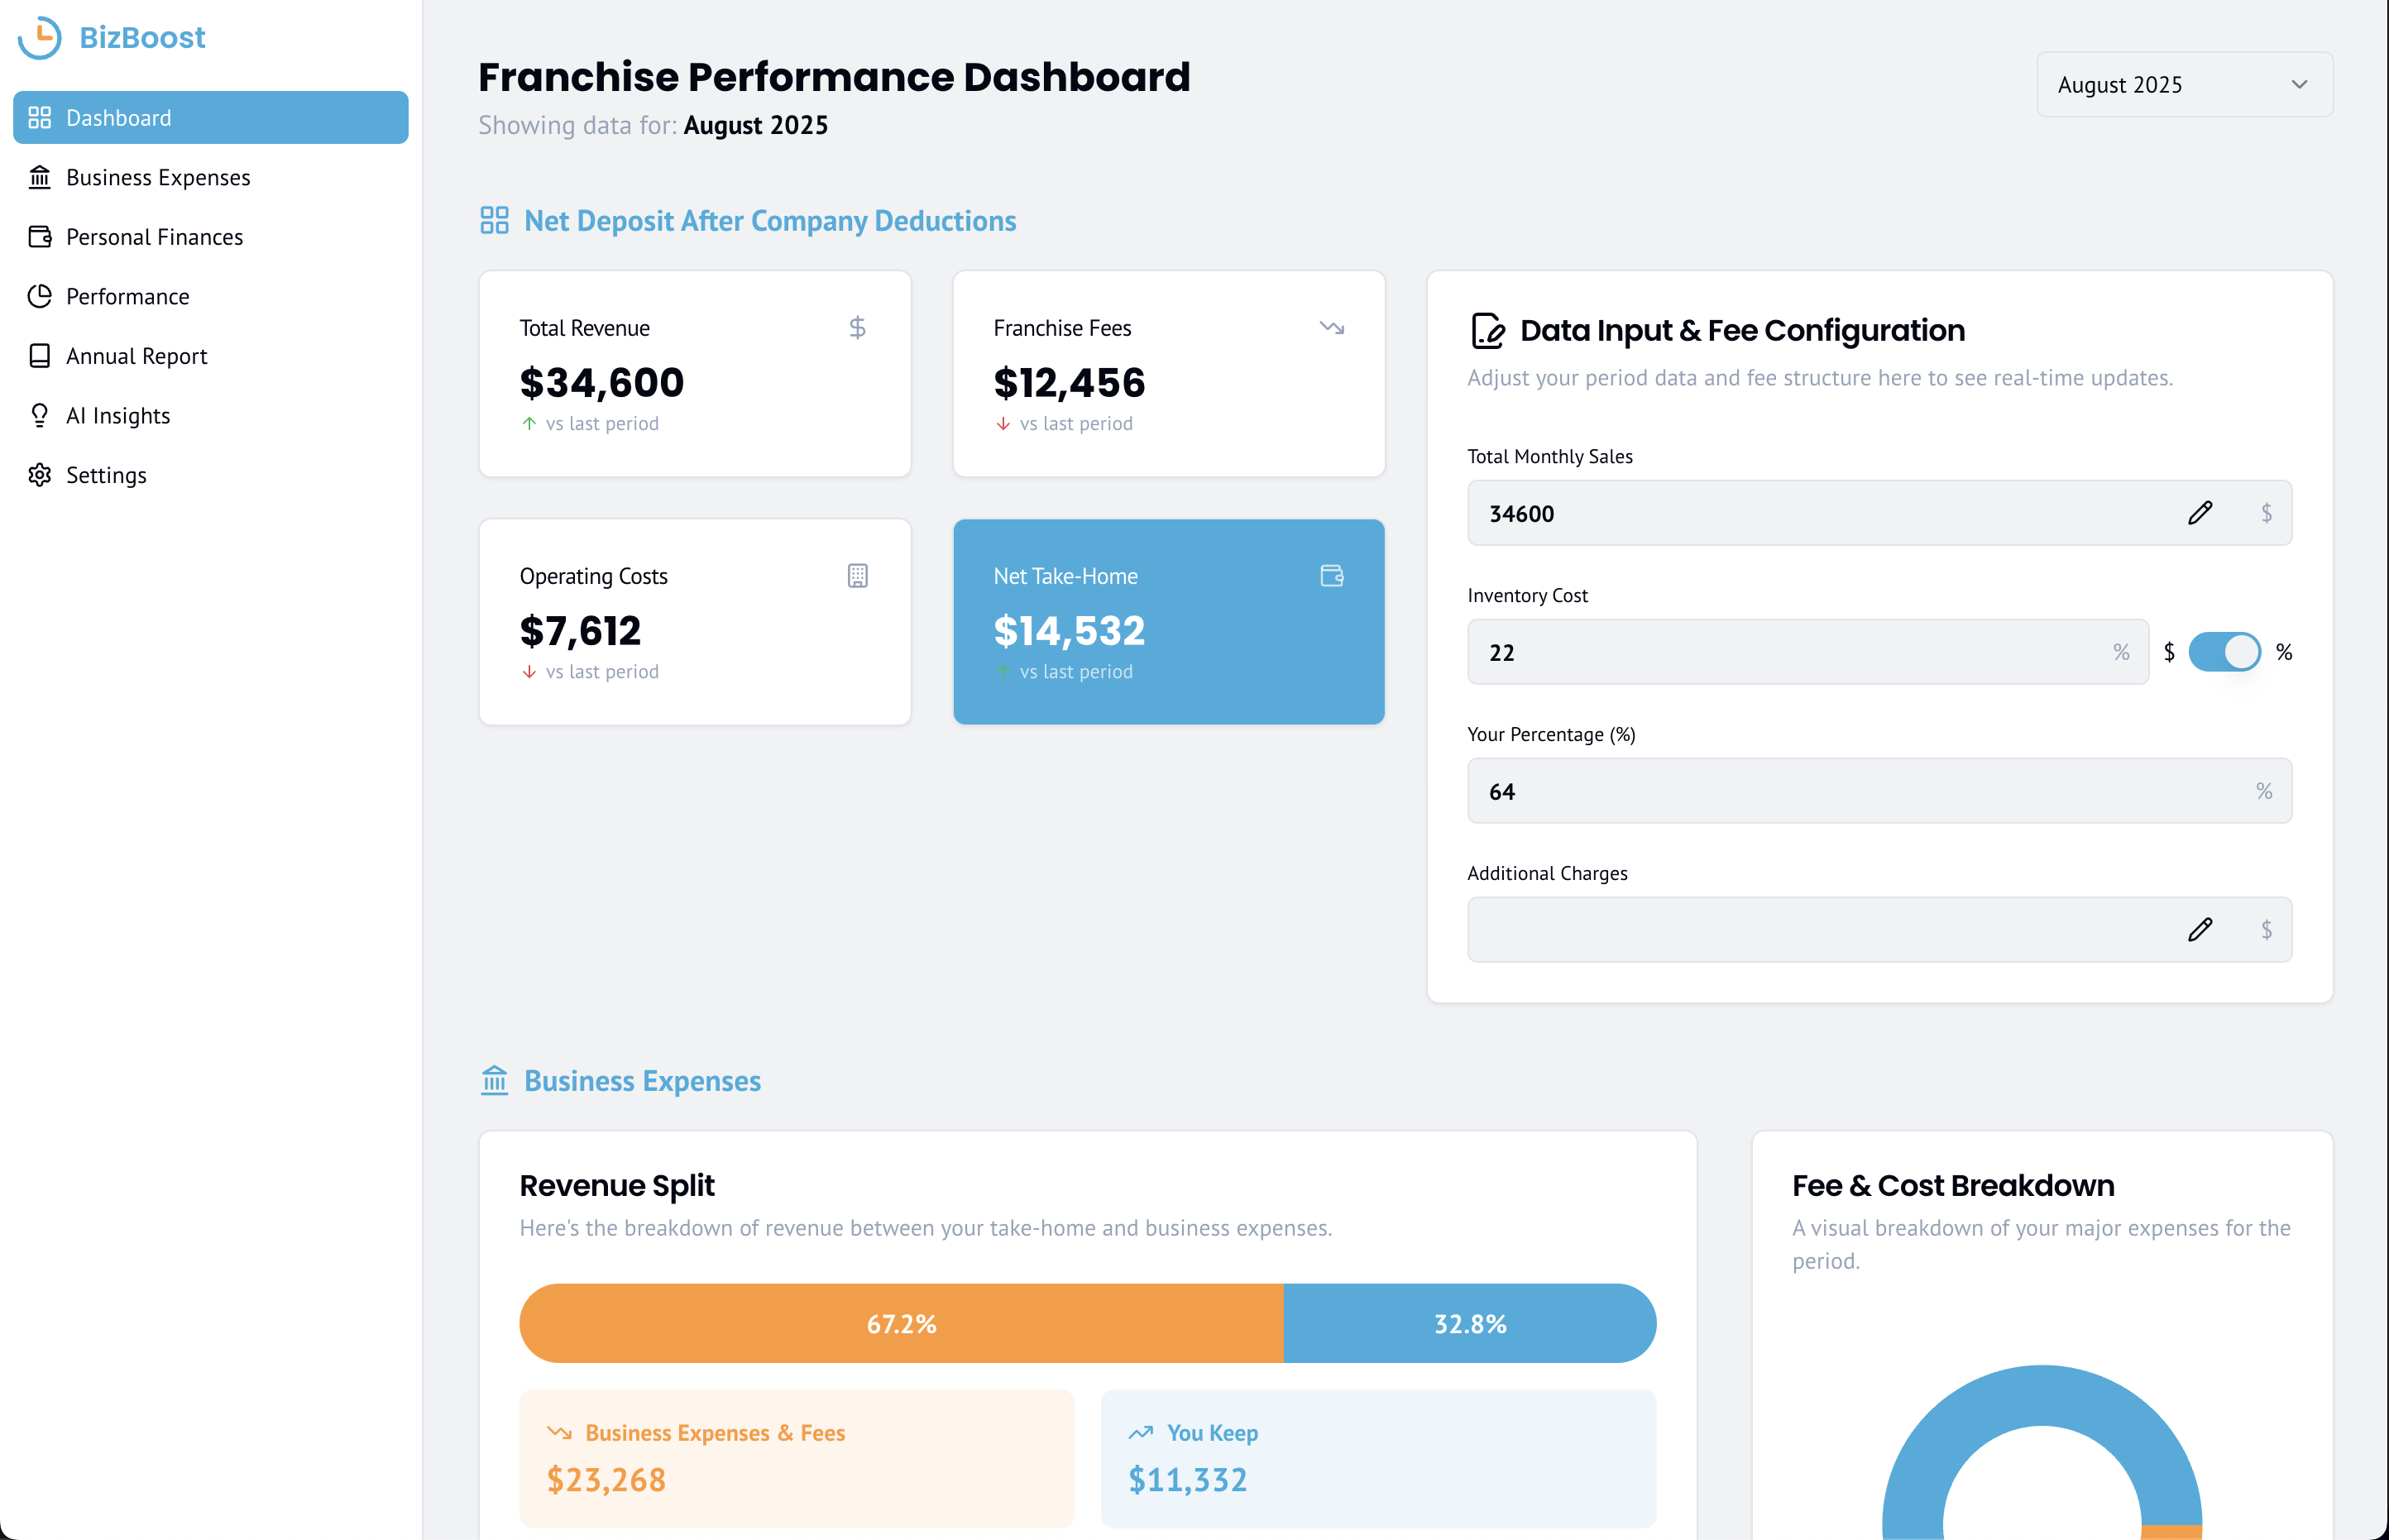 BizBoost
Dashboard
Business Expenses
Personal Finances
Performance
Annual Report
AI Insights
Settings
Franchise Performance Dashboard
Showing data for: August 2025
August 2025
Net Deposit After Company Deductions
Total Revenue
$
$34,600
vs last period
Franchise Fees
$12,456
vs last period
Operating Costs
$7,612
vs last period
Net Take-Home
$14,532
vs last period
Data Input & Fee Configuration
Adjust your period data and fee structure here to see real-time updates.
Total Monthly Sales
34600 $
Inventory Cost
22 % $ %
Your Percentage (%)
64 %
Additional Charges
$
Business Expenses
Revenue Split
Here's the breakdown of revenue between your take-home and business expenses.
67.2% 32.8%
Business Expenses & Fees
$23,268
You Keep
$11,332
Fee & Cost Breakdown
A visual breakdown of your major expenses for the
period.